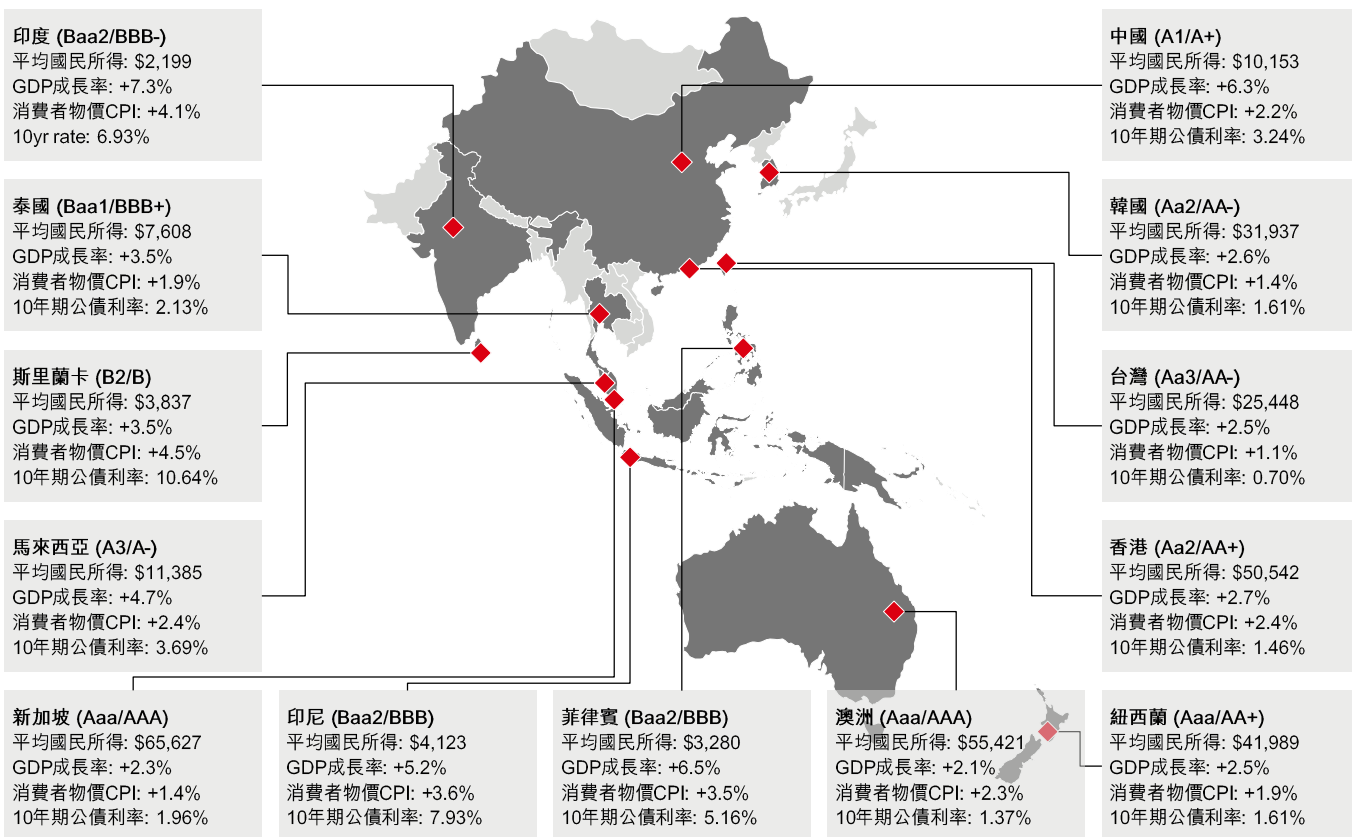 印度 (Baa2/BBB-)
平均國民所得: $2,199
GDP成長率: +7.3%
消費者物價CPI: +4.1%
10yr rate: 6.93%
泰國 (Baa1/BBB+)
平均國民所得: $7,608
GDP成長率: +3.5%
消費者物價CPI: +1.9%
10年期公債利率: 2.13%
斯里蘭卡 (B2/B)
平均國民所得: $3,837
GDP成長率: +3.5%
消費者物價CPI: +4.5%
10年期公債利率: 10.64%
馬來西亞 (A3/A-)
平均國民所得: $11,385
GDP成長率: +4.7%
消費者物價CPI: +2.4%
10年期公債利率: 3.69%
新加坡 (Aaa/AAA)
平均國民所得: $65,627
GDP成長率: +2.3%
消費者物價CPI: +1.4%
10年期公債利率: 1.96%
印尼 (Baa2/BBB)
平均國民所得: $4,123
GDP成長率: +5.2%
消費者物價CPI: +3.6%
10年期公債利率: 7.93%
菲律賓 (Baa2/BBB)
平均國民所得: $3,280
GDP成長率: +6.5%
消費者物價CPI: +3.5%
10年期公債利率: 5.16%
澳洲 (Aaa/AAA)
平均國民所得: $55,421
GDP成長率: +2.1%
消費者物價CPI: +2.3%
10年期公債利率: 1.37%
中國 (A1/A+)
平均國民所得: $10,153
GDP成長率: +6.3%
消費者物價CPI: +2.2%
10年期公債利率: 3.24%
韓國 (Aa2/AA-)
平均國民所得: $31,937
GDP成長率: +2.6%
消費者物價CPI: +1.4%
10年期公債利率: 1.61%
台灣 (Aa3/AA-)
平均國民所得: $25,448
GDP成長率: +2.5%
消費者物價CPI: +1.1%
10年期公債利率: 0.70%
香港 (Aa2/AA+)
平均國民所得: $50,542
GDP成長率: +2.7%
消費者物價CPI: +2.4%
10年期公債利率: 1.46%
紐西蘭 (Aaa/AA+)
平均國民所得: $41,989
GDP成長率: +2.5%
消費者物價CPI: +1.9%
10年期公債利率: 1.61%